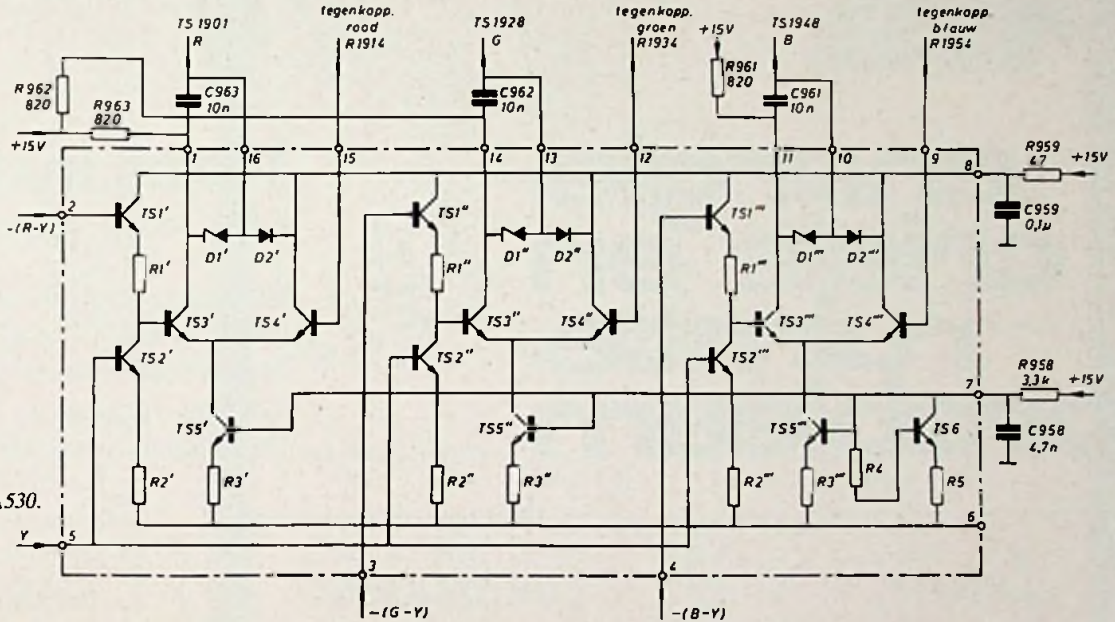 TS1901
R
tegenkopp.
rood
R1914
TS1928
G
tegenkopp.
groen
R1934
TS1948
B
tegenkopp.
blauw
R1954
+15V
R962
820
R963
820
C963
10n
C962
10n
R961
820
C961
10n
+15V
1
16
15
14
13
12
11
10
9
8
R959
47
+15V
C959
0,1µ
2
-(R-Y)
TS1'
R1'
D1'
D2'
TS3'
TS4'
TS2'
TS5'
R2'
R3'
TS1"
R1"
D1"
D2"
TS3"
TS4"
TS2"
TS5"
R2"
R3"
TS1"'
R1"'
D1"'
D2"'
TS3"'
TS4"'
TS2"'
TS5"'
R2"'
R3"'
R4
TS6
R5
7
R958
3,3k
+15V
C958
4,7n
6
530.
Y
5
3
4
-(G-Y)
-(B-Y)